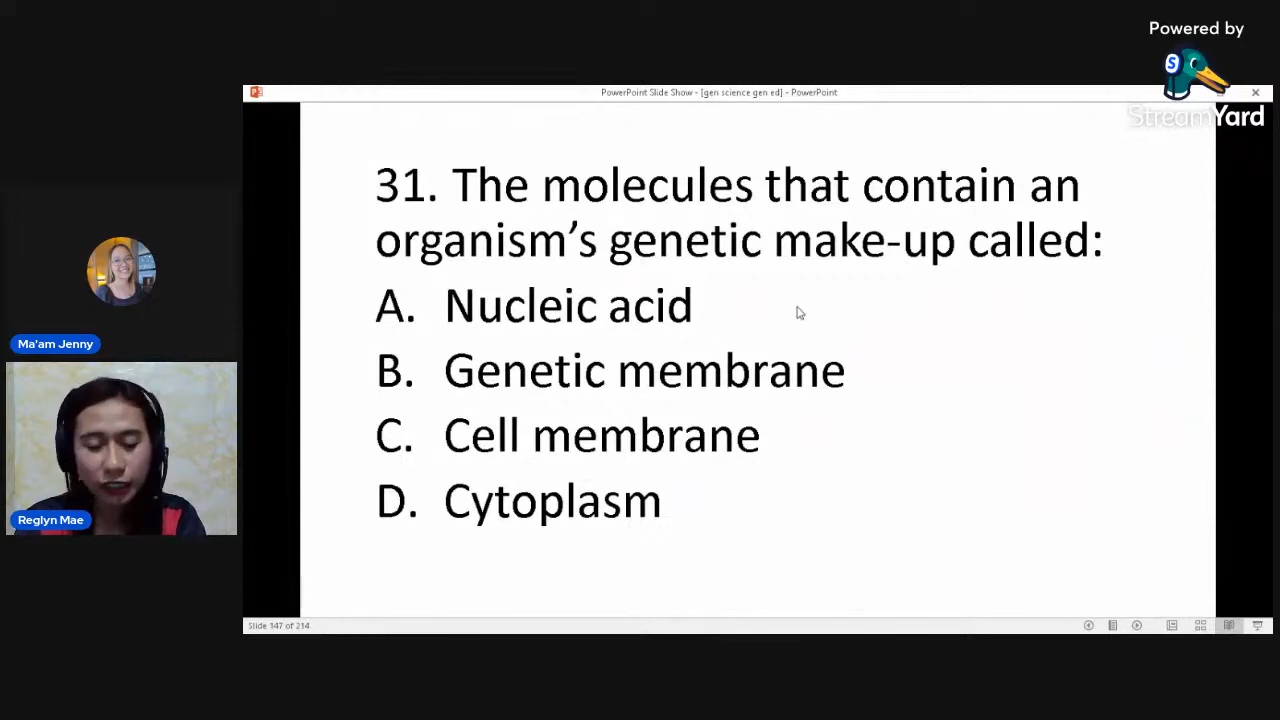 Powered by
StreamYard
PowerPoint Slide Show - [gen science gen ed] - PowerPoint
31. The molecules that contain an
organism’s genetic make-up called:
A. Nucleic acid
B. Genetic membrane
C. Cell membrane
D. Cytoplasm
Ma'am Jenny
Reglyn Mae
Slide 147 of 214